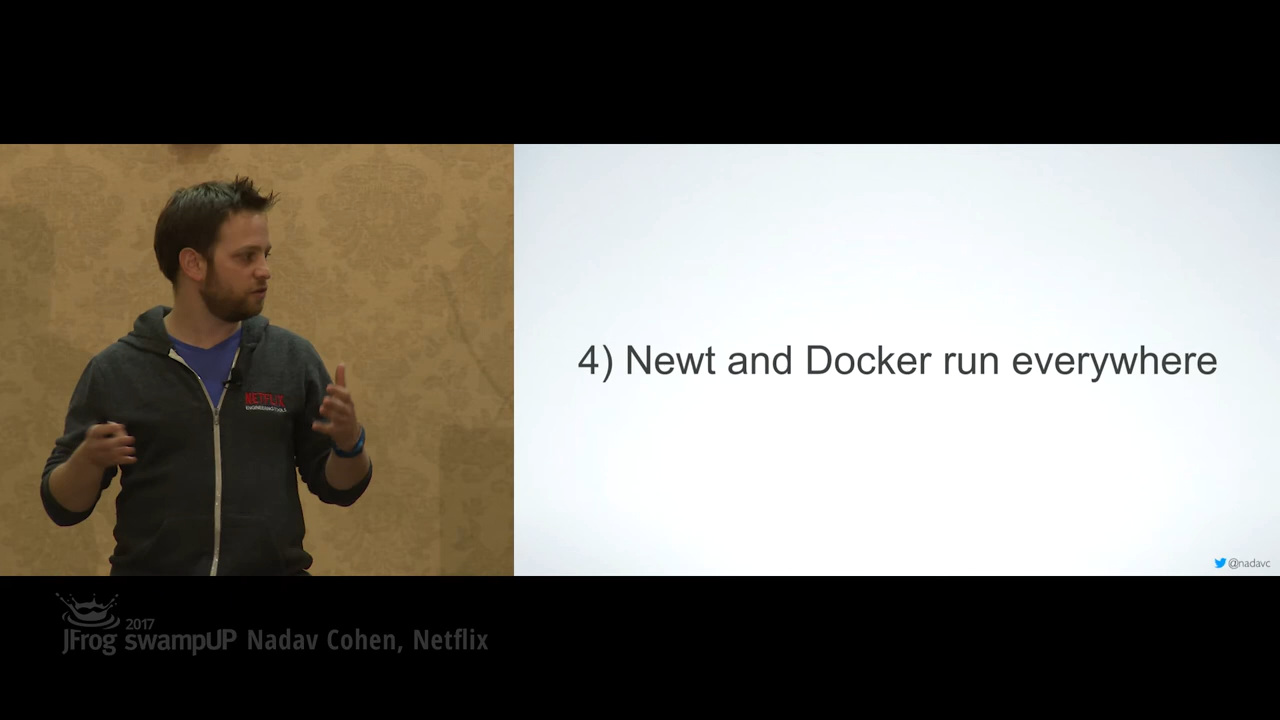 NETFLIX
4) Newt and Docker run everywhere
@nadavc
2017
JFrog swampUP Nadav Cohen, Netflix